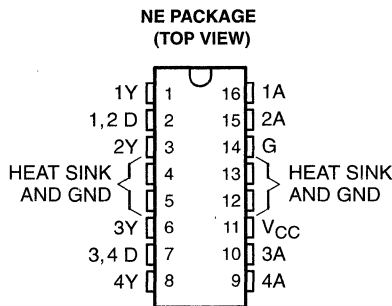 NE PACKAGE
(TOP VIEW)
1Y 1 16 1A
1,2 D 2 15 2A
2Y 3 14 G
HEAT SINK 4 13 HEAT SINK
AND GND 5 12 AND GND
3Y 6 11 VCC
3,4 D 7 10 3A
4Y 8 9 4A